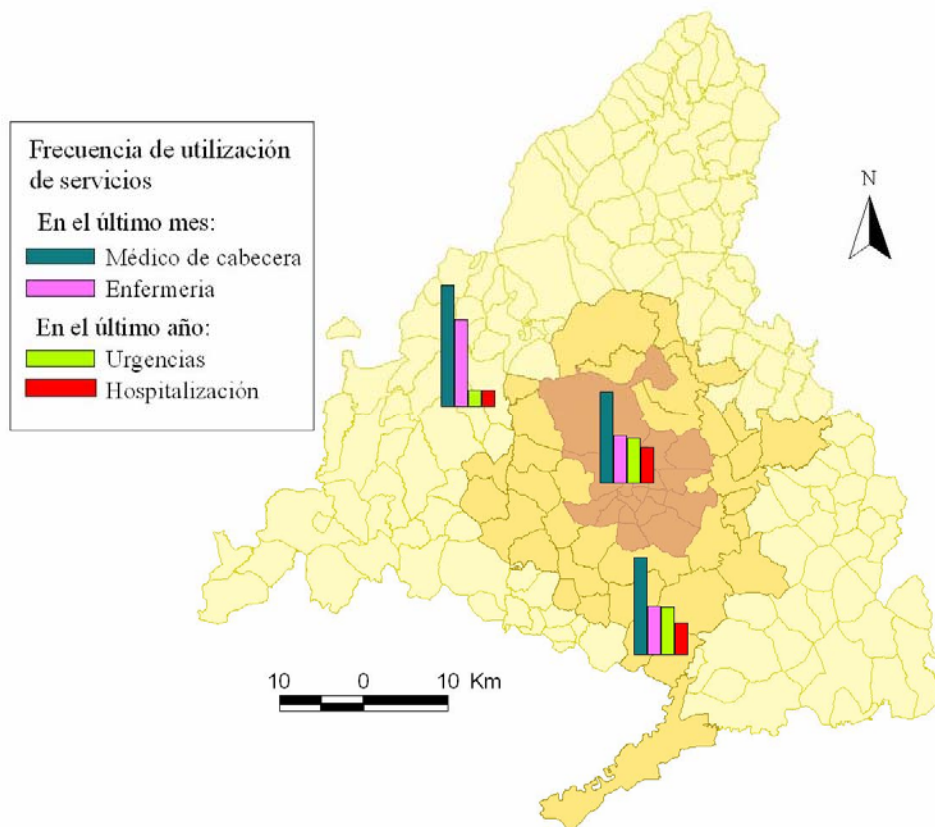 Frecuencia de utilización
de servicios
En el último mes:
Médico de cabecera
Enfermeria
En el último año:
Urgencias
Hospitalización
N
10 0 10 Km